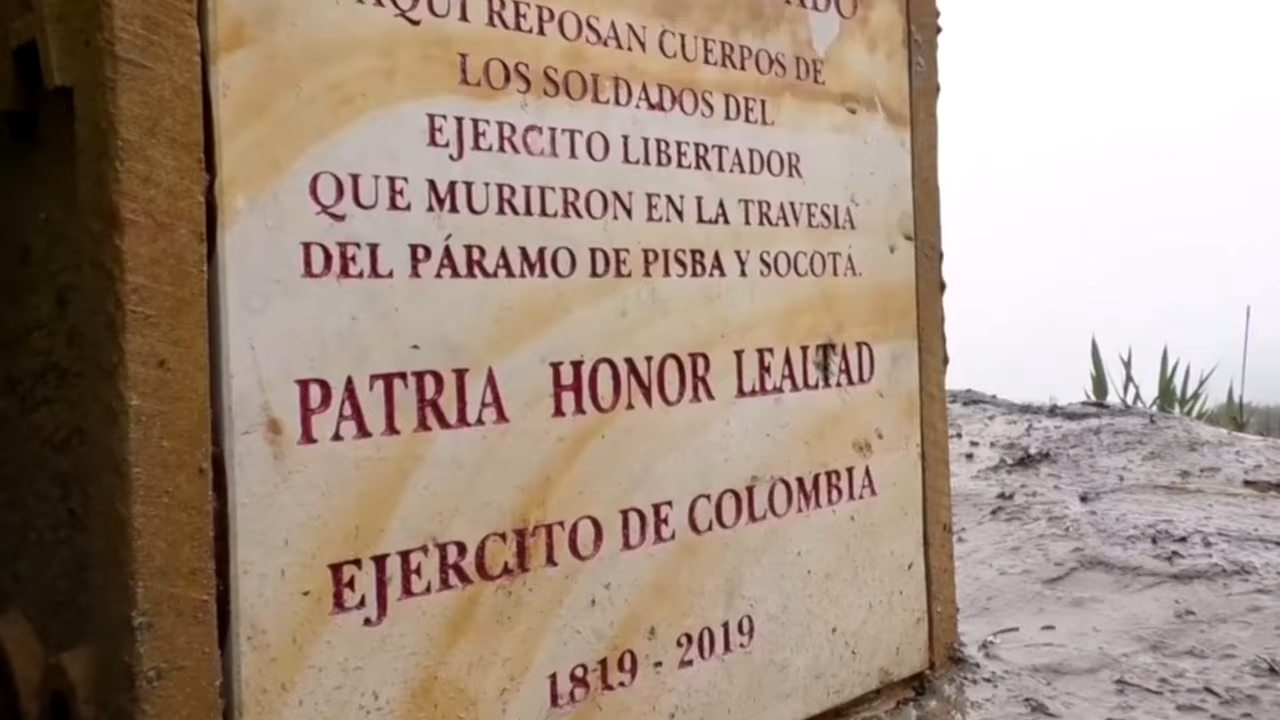 AQUÍ REPOSAN CUERPOS DE
LOS SOLDADOS DEL
EJERCITO LIBERTADOR
QUE MURIERON EN LA TRAVESIA
DEL PÁRAMO DE PISBA Y SOCOTÁ.
PATRIA HONOR LEALTAD
EJERCITO DE COLOMBIA
1819 - 2019